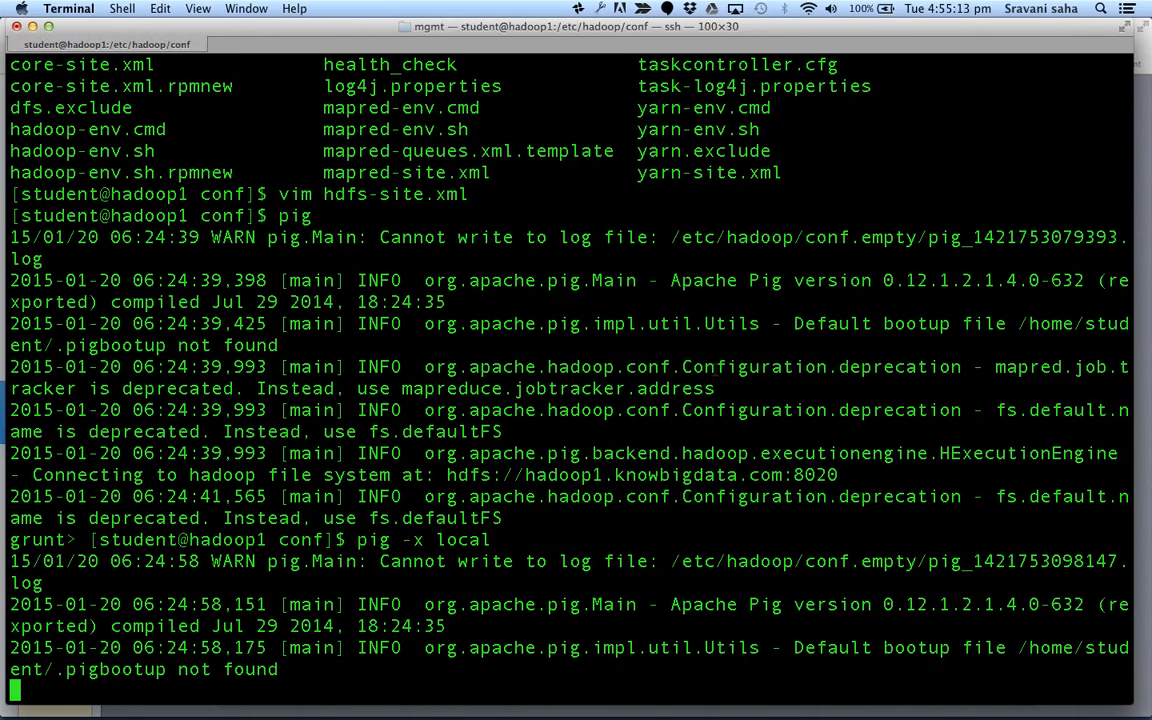 Terminal Shell Edit View Window Help 100% Tue 4:55:13 pm Sravani saha
mgmt — student@hadoop1:/etc/hadoop/conf — ssh — 100×30
student@hadoop1:/etc/hadoop/conf
core-site.xml health_check taskcontroller.cfg
core-site.xml.rpmnew log4j.properties task-log4j.properties
dfs.exclude mapred-env.cmd yarn-env.cmd
hadoop-env.cmd mapred-env.sh yarn-env.sh
hadoop-env.sh mapred-queues.xml.template yarn.exclude
hadoop-env.sh.rpmnew mapred-site.xml yarn-site.xml
[student@hadoop1 conf]$ vim hdfs-site.xml
[student@hadoop1 conf]$ pig
15/01/20 06:24:39 WARN pig.Main: Cannot write to log file: /etc/hadoop/conf.empty/pig_1421753079393.
log
2015-01-20 06:24:39,398 [main] INFO  org.apache.pig.Main - Apache Pig version 0.12.1.2.1.4.0-632 (re
xported) compiled Jul 29 2014, 18:24:35
2015-01-20 06:24:39,425 [main] INFO  org.apache.pig.impl.util.Utils - Default bootup file /home/stud
ent/.pigbootup not found
2015-01-20 06:24:39,993 [main] INFO  org.apache.hadoop.conf.Configuration.deprecation - mapred.job.t
racker is deprecated. Instead, use mapreduce.jobtracker.address
2015-01-20 06:24:39,993 [main] INFO  org.apache.hadoop.conf.Configuration.deprecation - fs.default.n
ame is deprecated. Instead, use fs.defaultFS
2015-01-20 06:24:39,993 [main] INFO  org.apache.pig.backend.hadoop.executionengine.HExecutionEngine
- Connecting to hadoop file system at: hdfs://hadoop1.knowbigdata.com:8020
2015-01-20 06:24:41,565 [main] INFO  org.apache.hadoop.conf.Configuration.deprecation - fs.default.n
ame is deprecated. Instead, use fs.defaultFS
grunt> [student@hadoop1 conf]$ pig -x local
15/01/20 06:24:58 WARN pig.Main: Cannot write to log file: /etc/hadoop/conf.empty/pig_1421753098147.
log
2015-01-20 06:24:58,151 [main] INFO  org.apache.pig.Main - Apache Pig version 0.12.1.2.1.4.0-632 (re
xported) compiled Jul 29 2014, 18:24:35
2015-01-20 06:24:58,175 [main] INFO  org.apache.pig.impl.util.Utils - Default bootup file /home/stud
ent/.pigbootup not found